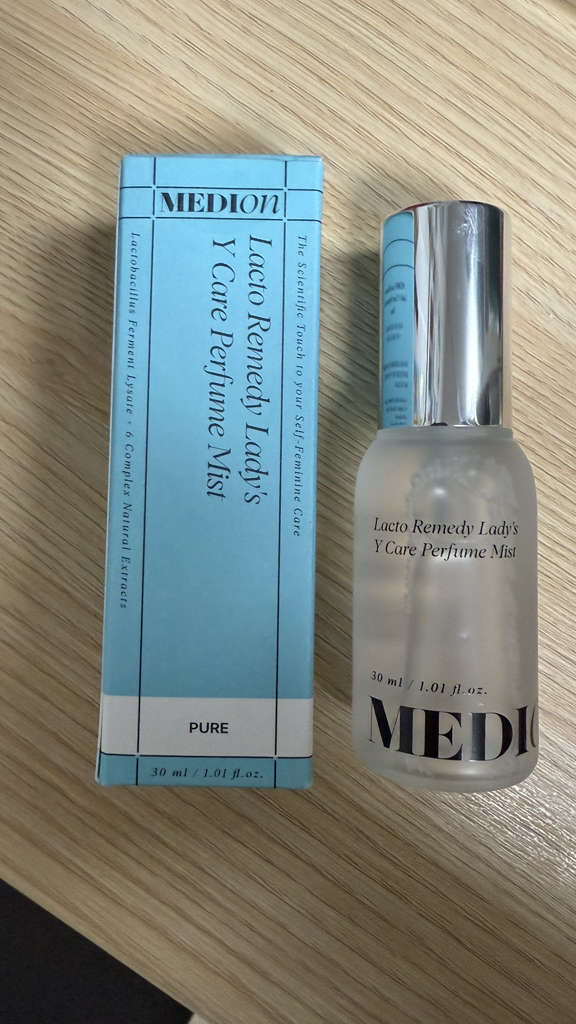 MEDION
The Scientific Touch to your Self-Feminine Care
Lacto Remedy Lady's
Y Care Perfume Mist
Lactobacillus Ferment Lysate + 6 Complex Natural Extracts
PURE
30 ml / 1.01 fl.oz.
Lacto Remedy Lady's
Y Care Perfume Mist
30 ml / 1.01 fl.oz.
MEDIO